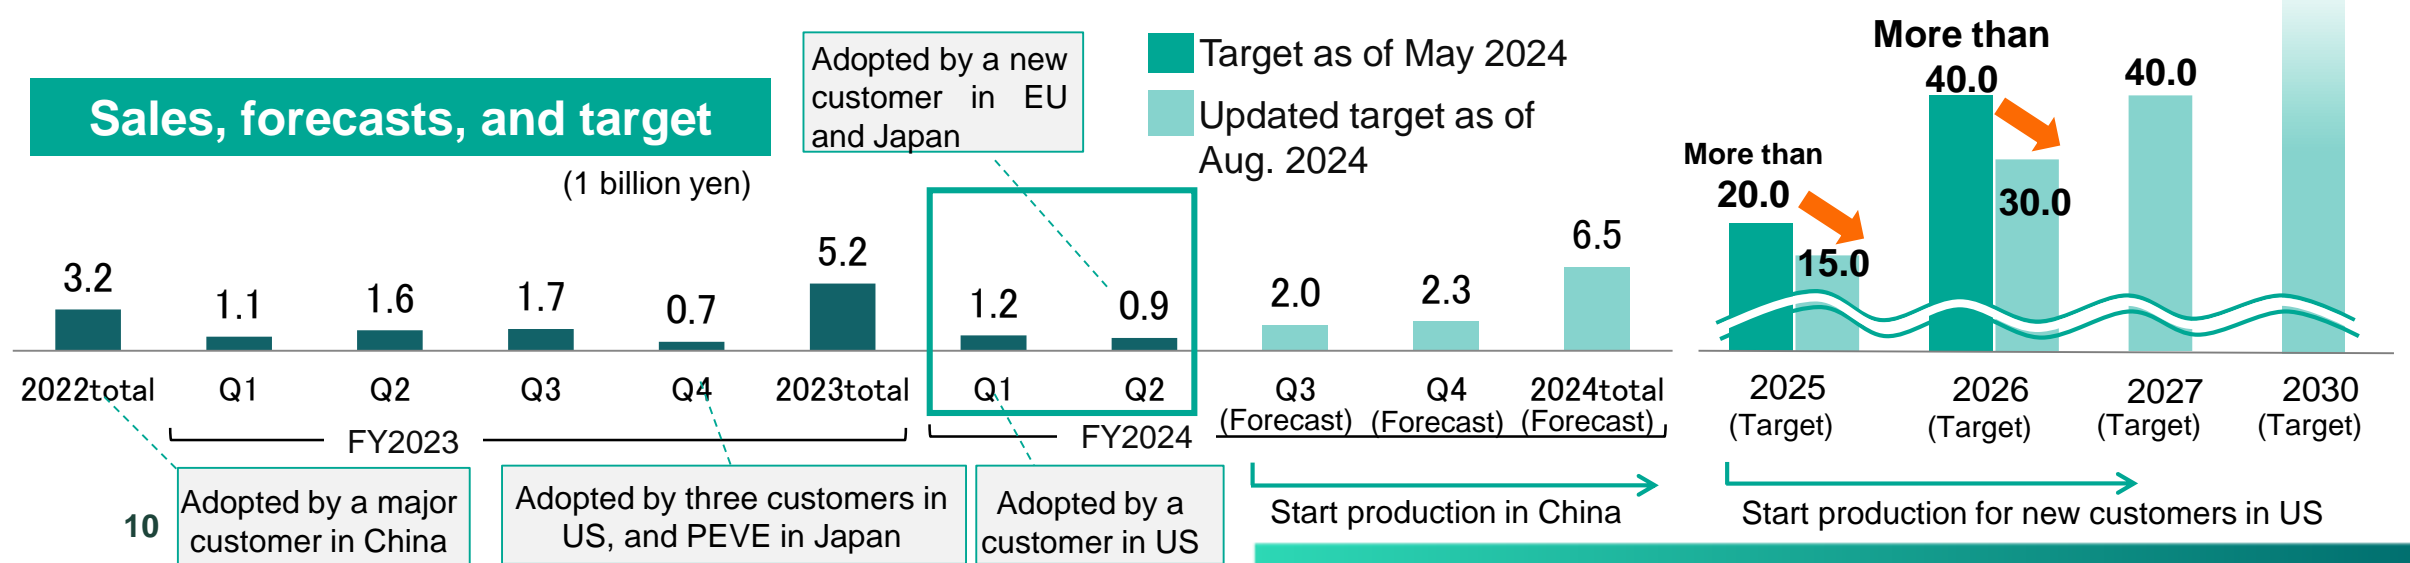 Sales, forecasts, and target
(1 billion yen)
Adopted by a new
customer in EU
and Japan
Target as of May 2024
Updated target as of
Aug. 2024
More than
40.0
40.0
More than
20.0
30.0
15.0
3.2
1.1
1.6
1.7
0.7
5.2
1.2
0.9
2.0
2.3
6.5
2022total
Q1
Q2
Q3
Q4
2023total
Q1
Q2
Q3
(Forecast)
Q4
(Forecast)
2024total
(Forecast)
2025
(Target)
2026
(Target)
2027
(Target)
2030
(Target)
FY2023
FY2024
Adopted by a major
customer in China
Adopted by three customers in
US, and PEVE in Japan
Adopted by a
customer in US
Start production in China
Start production for new customers in US
10